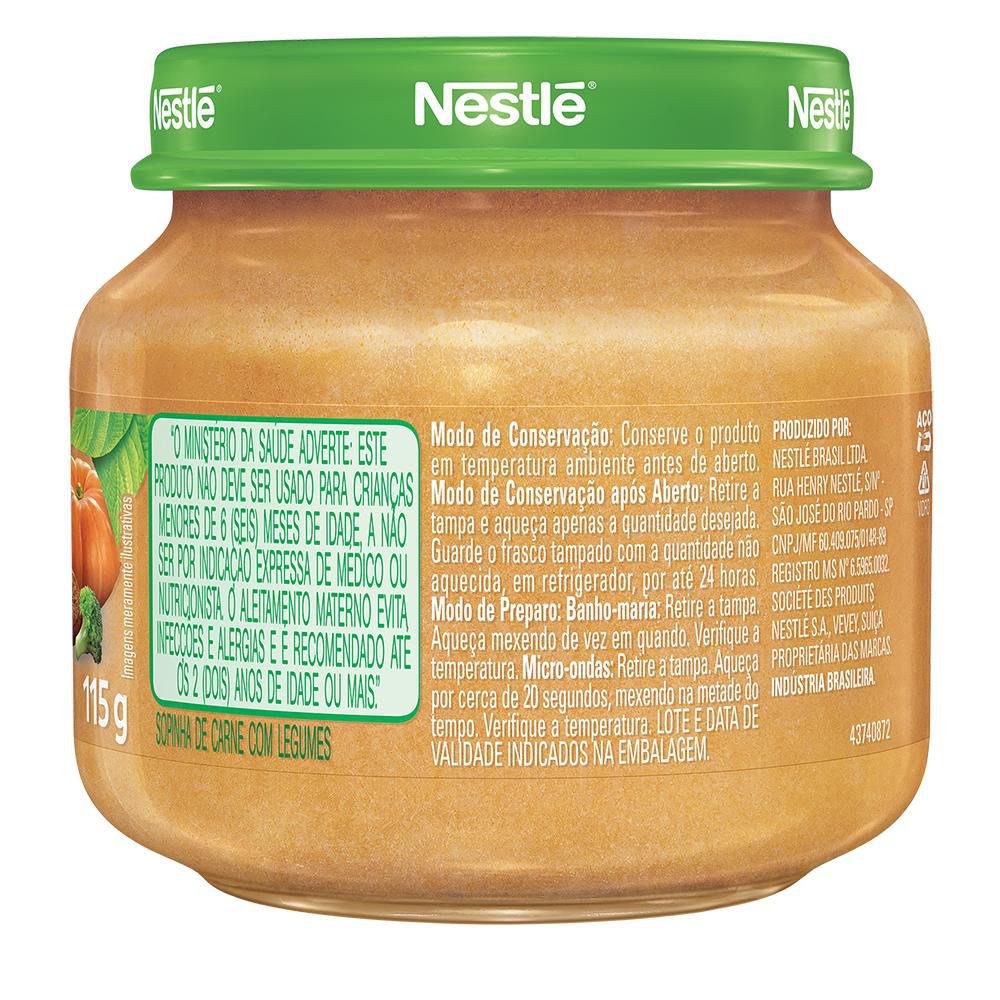 Nestlé®
Nestlé®
Nestlé
"O MINISTÉRIO DA SAÚDE ADVERTE: ESTE
PRODUTO NÃO DEVE SER USADO PARA CRIANÇAS
MENORES DE 6 (SEIS) MESES DE IDADE, A NÃO
SER POR INDICAÇÃO EXPRESSA DE MÉDICO OU
NUTRICIONISTA. O ALEITAMENTO MATERNO EVITA
INFECÇÕES E ALERGIAS E É RECOMENDADO ATÉ
OS 2 (DOIS) ANOS DE IDADE OU MAIS".
Imagens meramente ilustrativas
115g
SOPINHA DE CARNE COM LEGUMES
Modo de Conservação: Conserve o produto
em temperatura ambiente antes de aberto.
Modo de Conservação após Aberto: Retire a
tampa e aqueça apenas a quantidade desejada.
Guarde o frasco tampado com a quantidade não
aquecida, em refrigerador, por até 24 horas.
Modo de Preparo: Banho-maria: Retire a tampa.
Aqueça mexendo de vez em quando. Verifique a
temperatura. Micro-ondas: Retire a tampa. Aqueça
por cerca de 20 segundos, mexendo na metade do
tempo. Verifique a temperatura. LOTE E DATA DE
VALIDADE INDICADOS NA EMBALAGEM.
PRODUZIDO POR:
NESTLÉ BRASIL LTDA.
RUA HENRY NESTLÉ, S/Nº -
SÃO JOSÉ DO RIO PARDO - SP
CNPJ/MF 60.409.075/0148-89
REGISTRO MS Nº 6.5965.0032.
SOCIÉTÉ DES PRODUITS
NESTLÉ S.A., VEVEY, SUÍÇA
PROPRIETÁRIA DAS MARCAS.
INDÚSTRIA BRASILEIRA.
43740872
AÇO
VIDRO